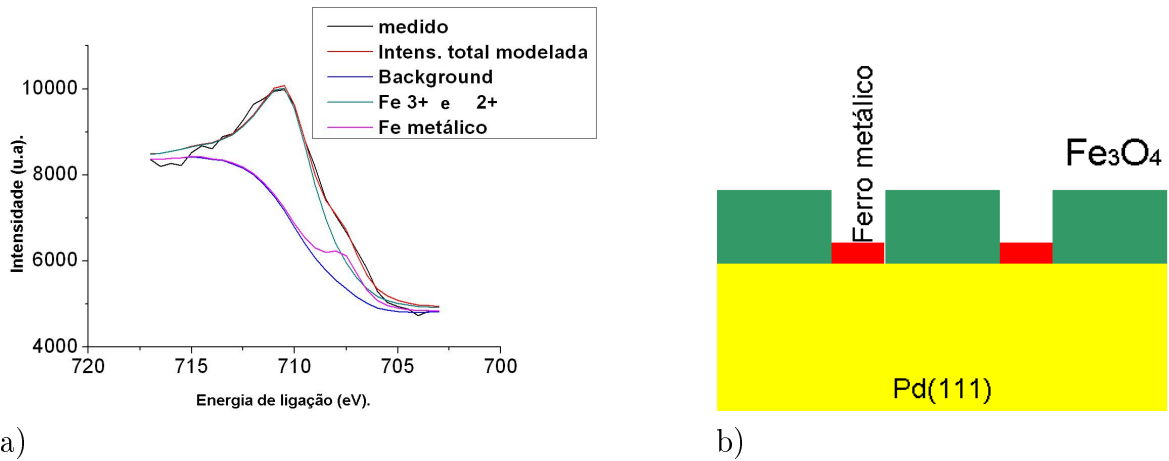 medido
Intens. total modelada
Background
Fe 3+ e 2+
Fe metálico
Intensidade (u.a.)
10000
8000
6000
4000
720
715
710
705
700
Energia de ligação (eV).
a)
Ferro metálico
Fe₃O₄
Pd(111)
b)